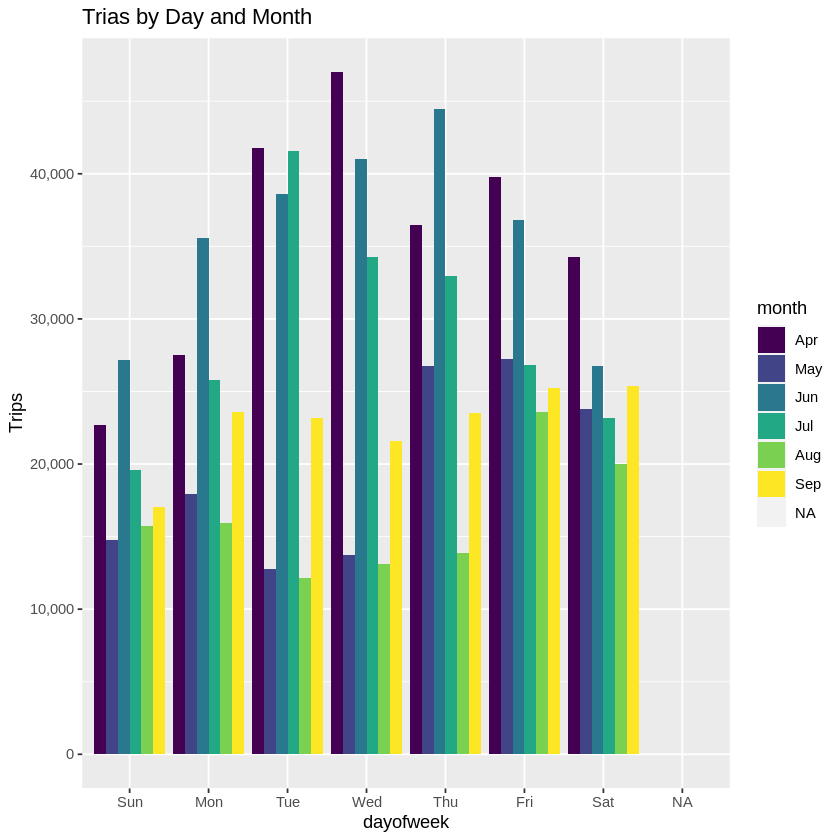 Trias by Day and Month
Trips
40,000
30,000
20,000
10,000
0
Sun Mon Tue Wed Thu Fri Sat NA
dayofweek
month
Apr
May
Jun
Jul
Aug
Sep
NA